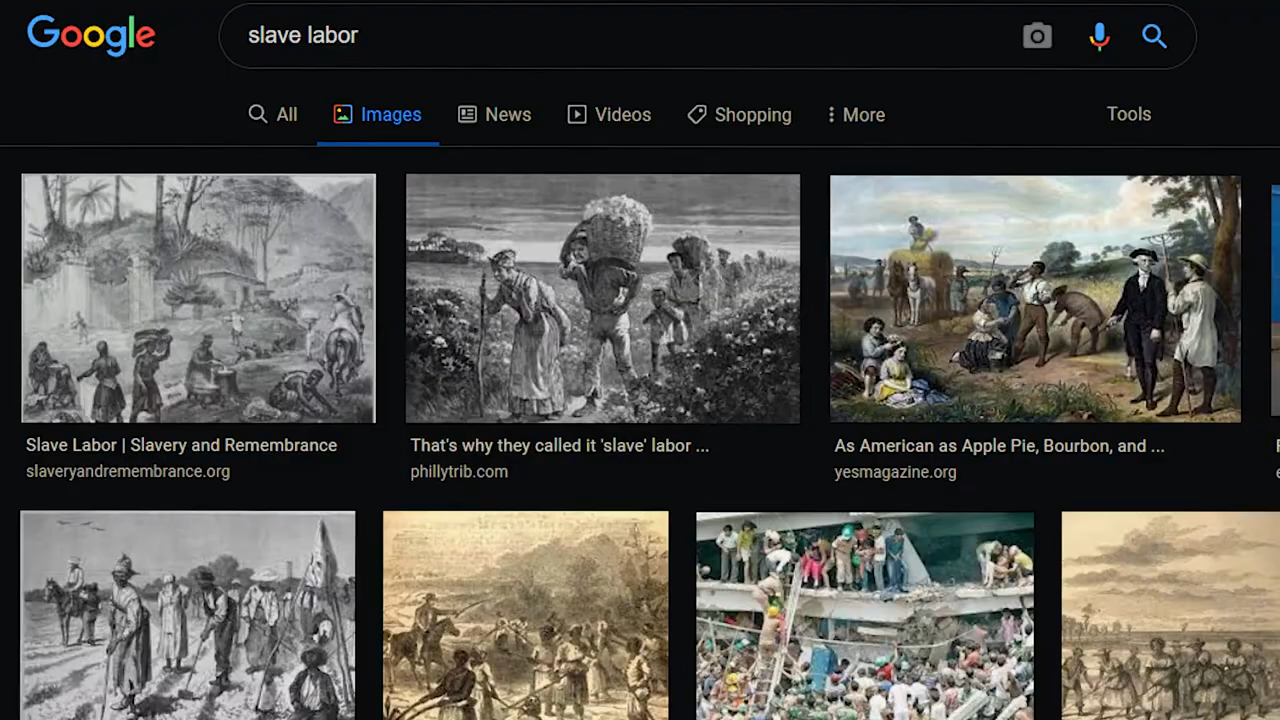 Google slave labor
All Images News Videos Shopping More Tools
Slave Labor | Slavery and Remembrance
slaveryandremembrance.org
That's why they called it 'slave' labor ...
phillytrib.com
As American as Apple Pie, Bourbon, and ...
yesmagazine.org